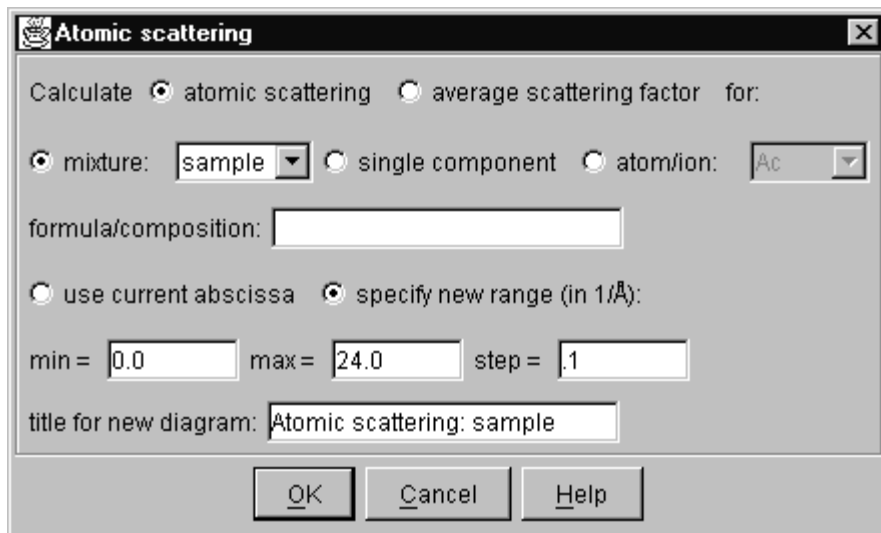 Atomic scattering
Calculate atomic scattering average scattering factor for:
mixture: sample single component atom/ion: Ac
formula/composition:
use current abscissa specify new range (in 1/Å):
min = 0.0 max = 24.0 step = .1
title for new diagram: Atomic scattering: sample
OK Cancel Help